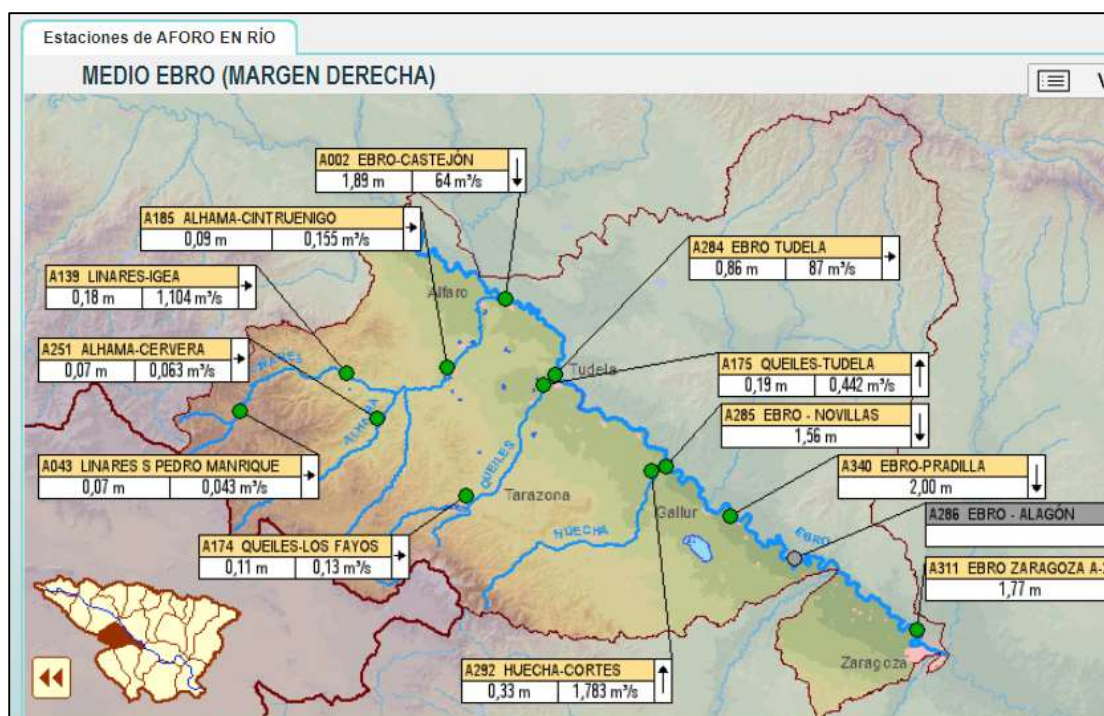 Estaciones de AFORO EN RÍO
MEDIO EBRO (MARGEN DERECHA)
A002 EBRO-CASTEJÓN
1,89 m 64 m³/s
A185 ALHAMA-CINTRUENIGO
0,09 m 0,155 m³/s
A284 EBRO TUDELA
0,86 m 87 m³/s
A139 LINARES-IGEA
0,18 m 1,104 m³/s
Alfaro
A251 ALHAMA-CERVERA
0,07 m 0,063 m³/s
Tudela
A175 QUEILES-TUDELA
0,19 m 0,442 m³/s
A285 EBRO - NOVILLAS
1,56 m
ALHAMA
A043 LINARES S PEDRO MANRIQUE
0,07 m 0,043 m³/s
QUEILES
A340 EBRO-PRADILLA
2,00 m
Tarazona
Gallur
A286 EBRO - ALAGÓN
HUECHA
EBRO
A174 QUEILES-LOS FAYOS
0,11 m 0,13 m³/s
A311 EBRO ZARAGOZA
1,77 m
Zaragoza
A292 HUECHA-CORTES
0,33 m 1,783 m³/s